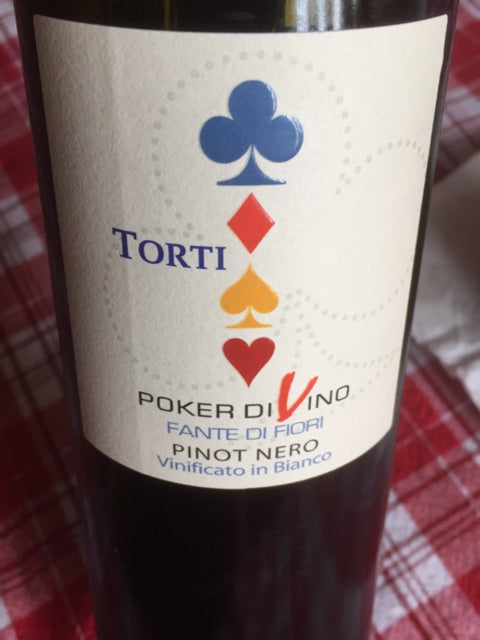 TORTI
POKER DI VINO
FANTE DI FIORI
PINOT NERO
Vinificato in Bianco